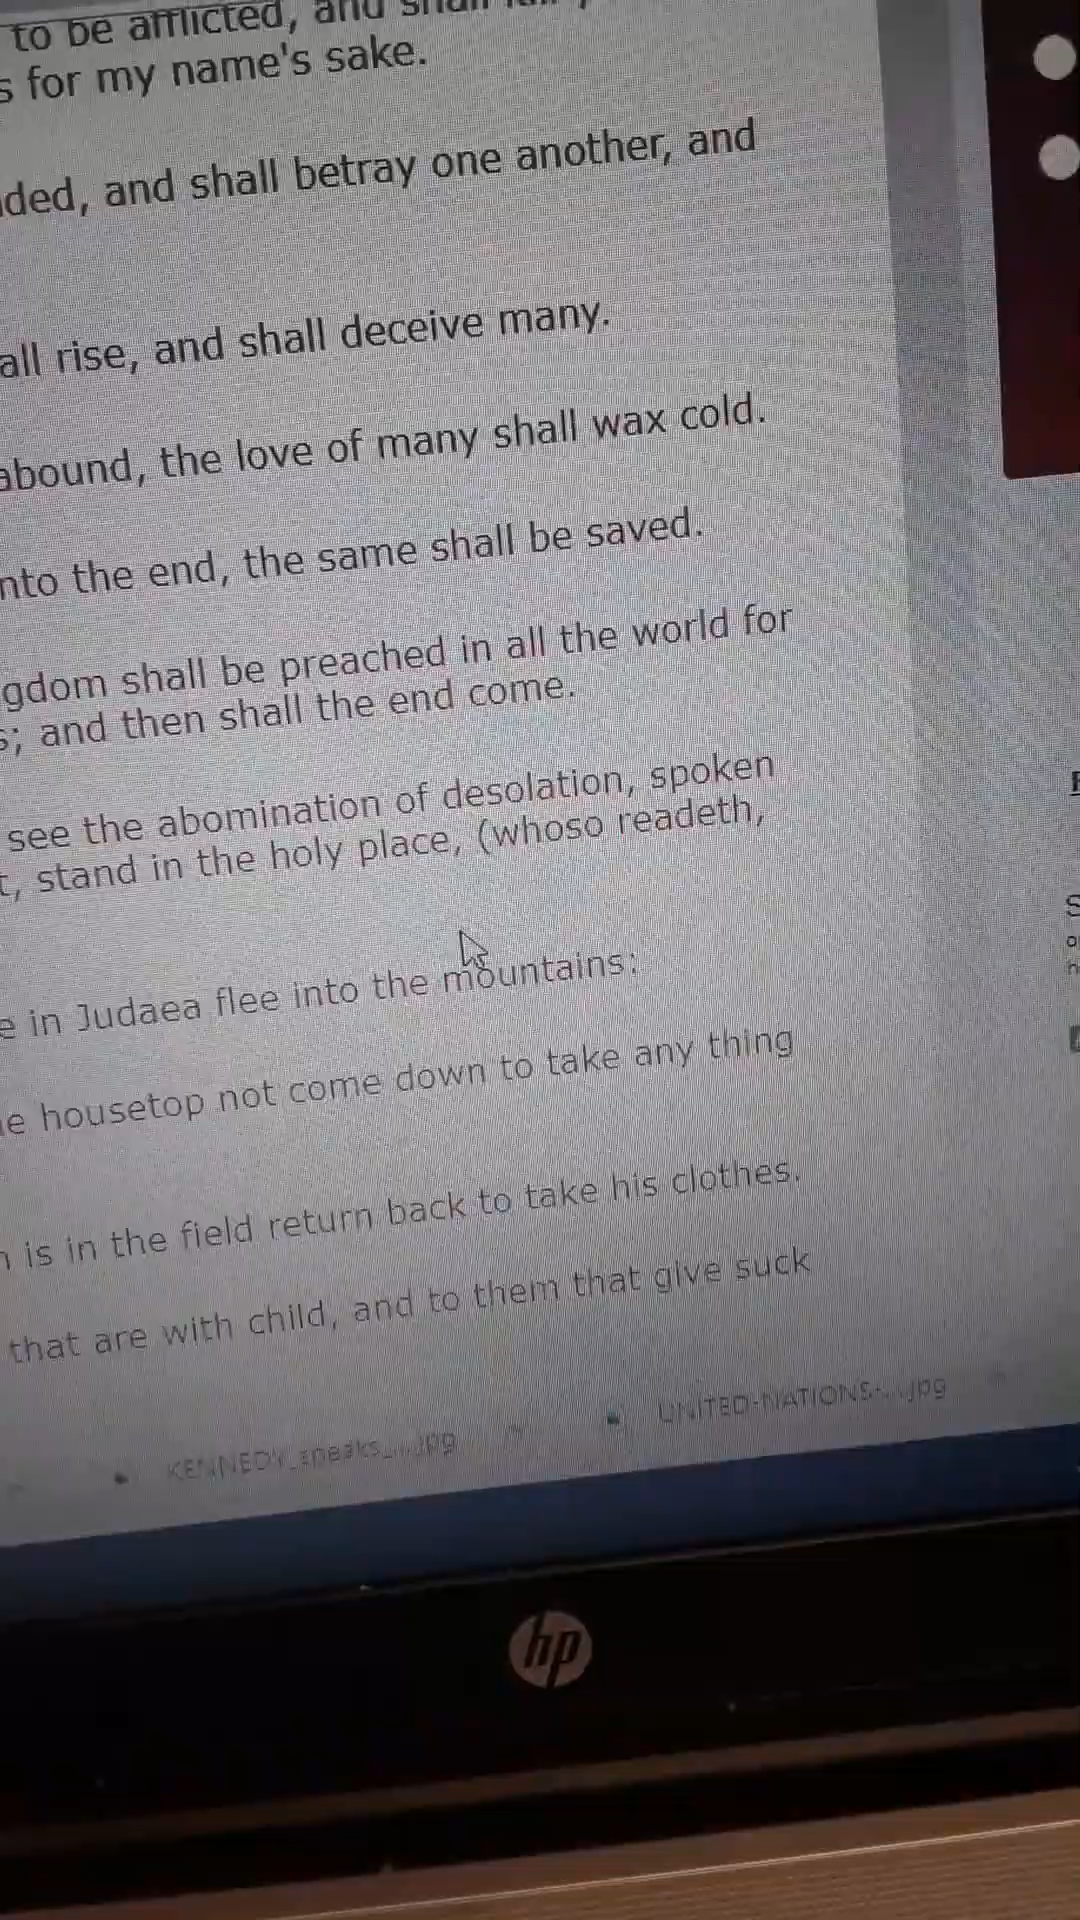 to be afflicted, and shall
s for my name's sake.
ded, and shall betray one another, and
all rise, and shall deceive many.
abound, the love of many shall wax cold.
nto the end, the same shall be saved.
gdom shall be preached in all the world for
s; and then shall the end come.
see the abomination of desolation, spoken
t, stand in the holy place, (whoso readeth,
e in Judaea flee into the mountains:
e housetop not come down to take any thing
n is in the field return back to take his clothes.
that are with child, and to them that give suck
KENNEDY_speaks_....jpg
UNITED-NATIONS-....jpg
hp